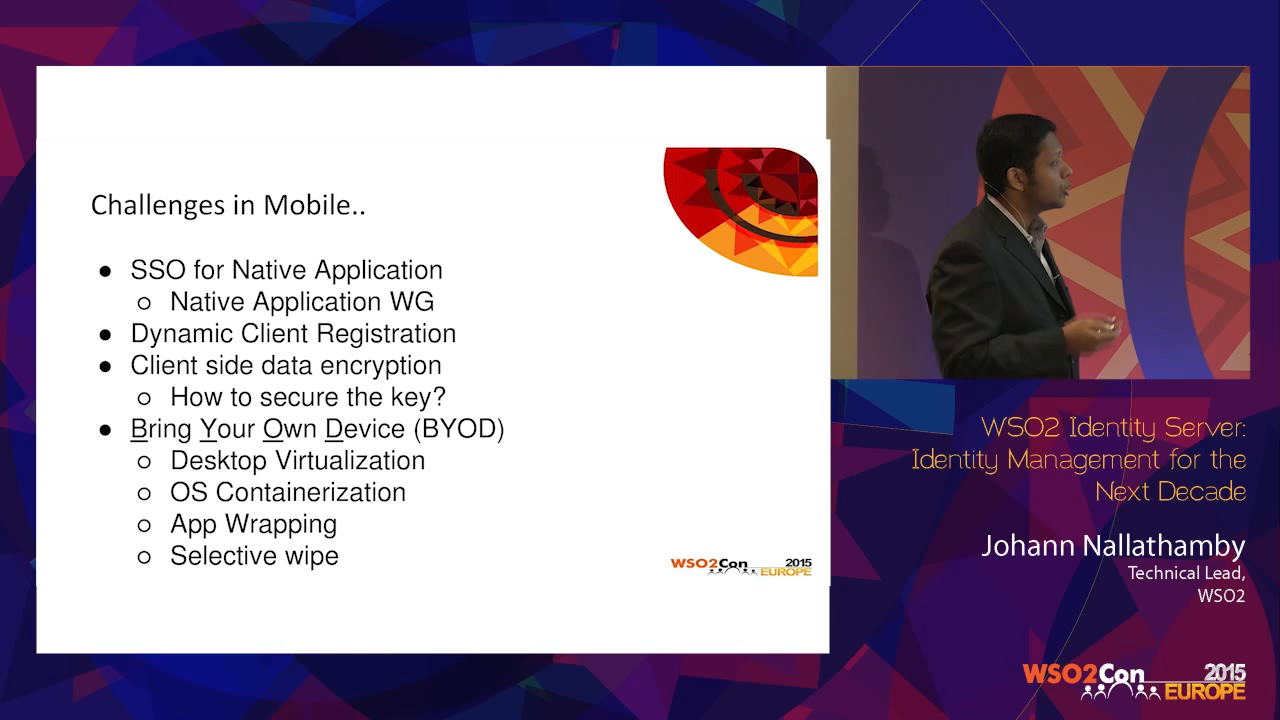 Challenges in Mobile..
● SSO for Native Application
○ Native Application WG
● Dynamic Client Registration
● Client side data encryption
○ How to secure the key?
● Bring Your Own Device (BYOD)
○ Desktop Virtualization
○ OS Containerization
○ App Wrapping
○ Selective wipe
WSO2Con 2015
EUROPE
WSO2 Identity Server:
Identity Management for the
Next Decade
Johann Nallathamby
Technical Lead,
WSO2
WSO2Con 2015
EUROPE